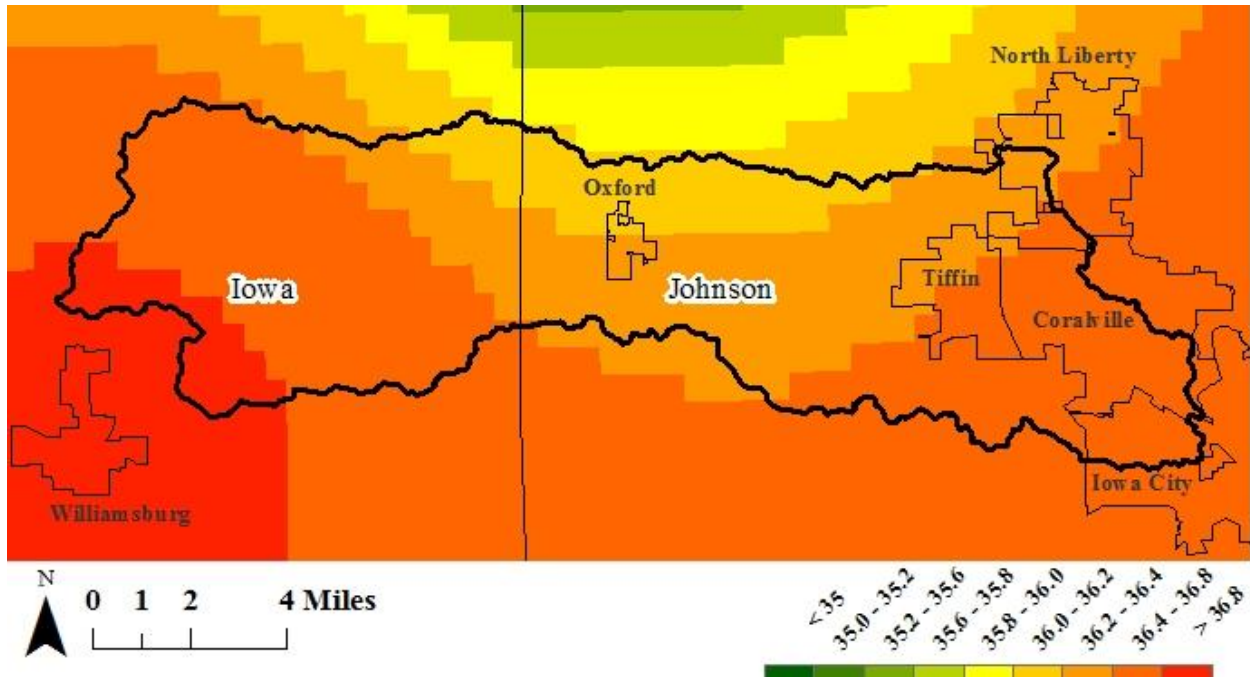 North Liberty
Oxford
Iowa
Johnson
Tiffin
Coralville
Iowa City
Williamsburg
N
0 1 2 4 Miles
< 35
35.0 - 35.2
35.2 - 35.6
35.6 - 35.8
35.8 - 36.0
36.0 - 36.2
36.2 - 36.4
36.4 - 36.8
> 36.8